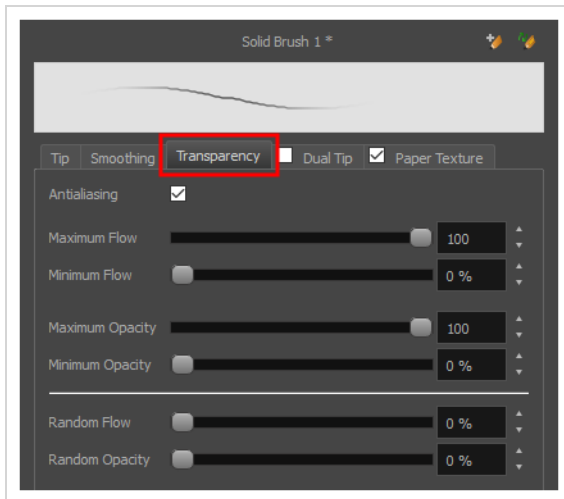 Solid Brush 1 *
Tip Smoothing Transparency Dual Tip Paper Texture
Antialiasing
Maximum Flow 100
Minimum Flow 0 %
Maximum Opacity 100
Minimum Opacity 0 %
Random Flow 0 %
Random Opacity 0 %